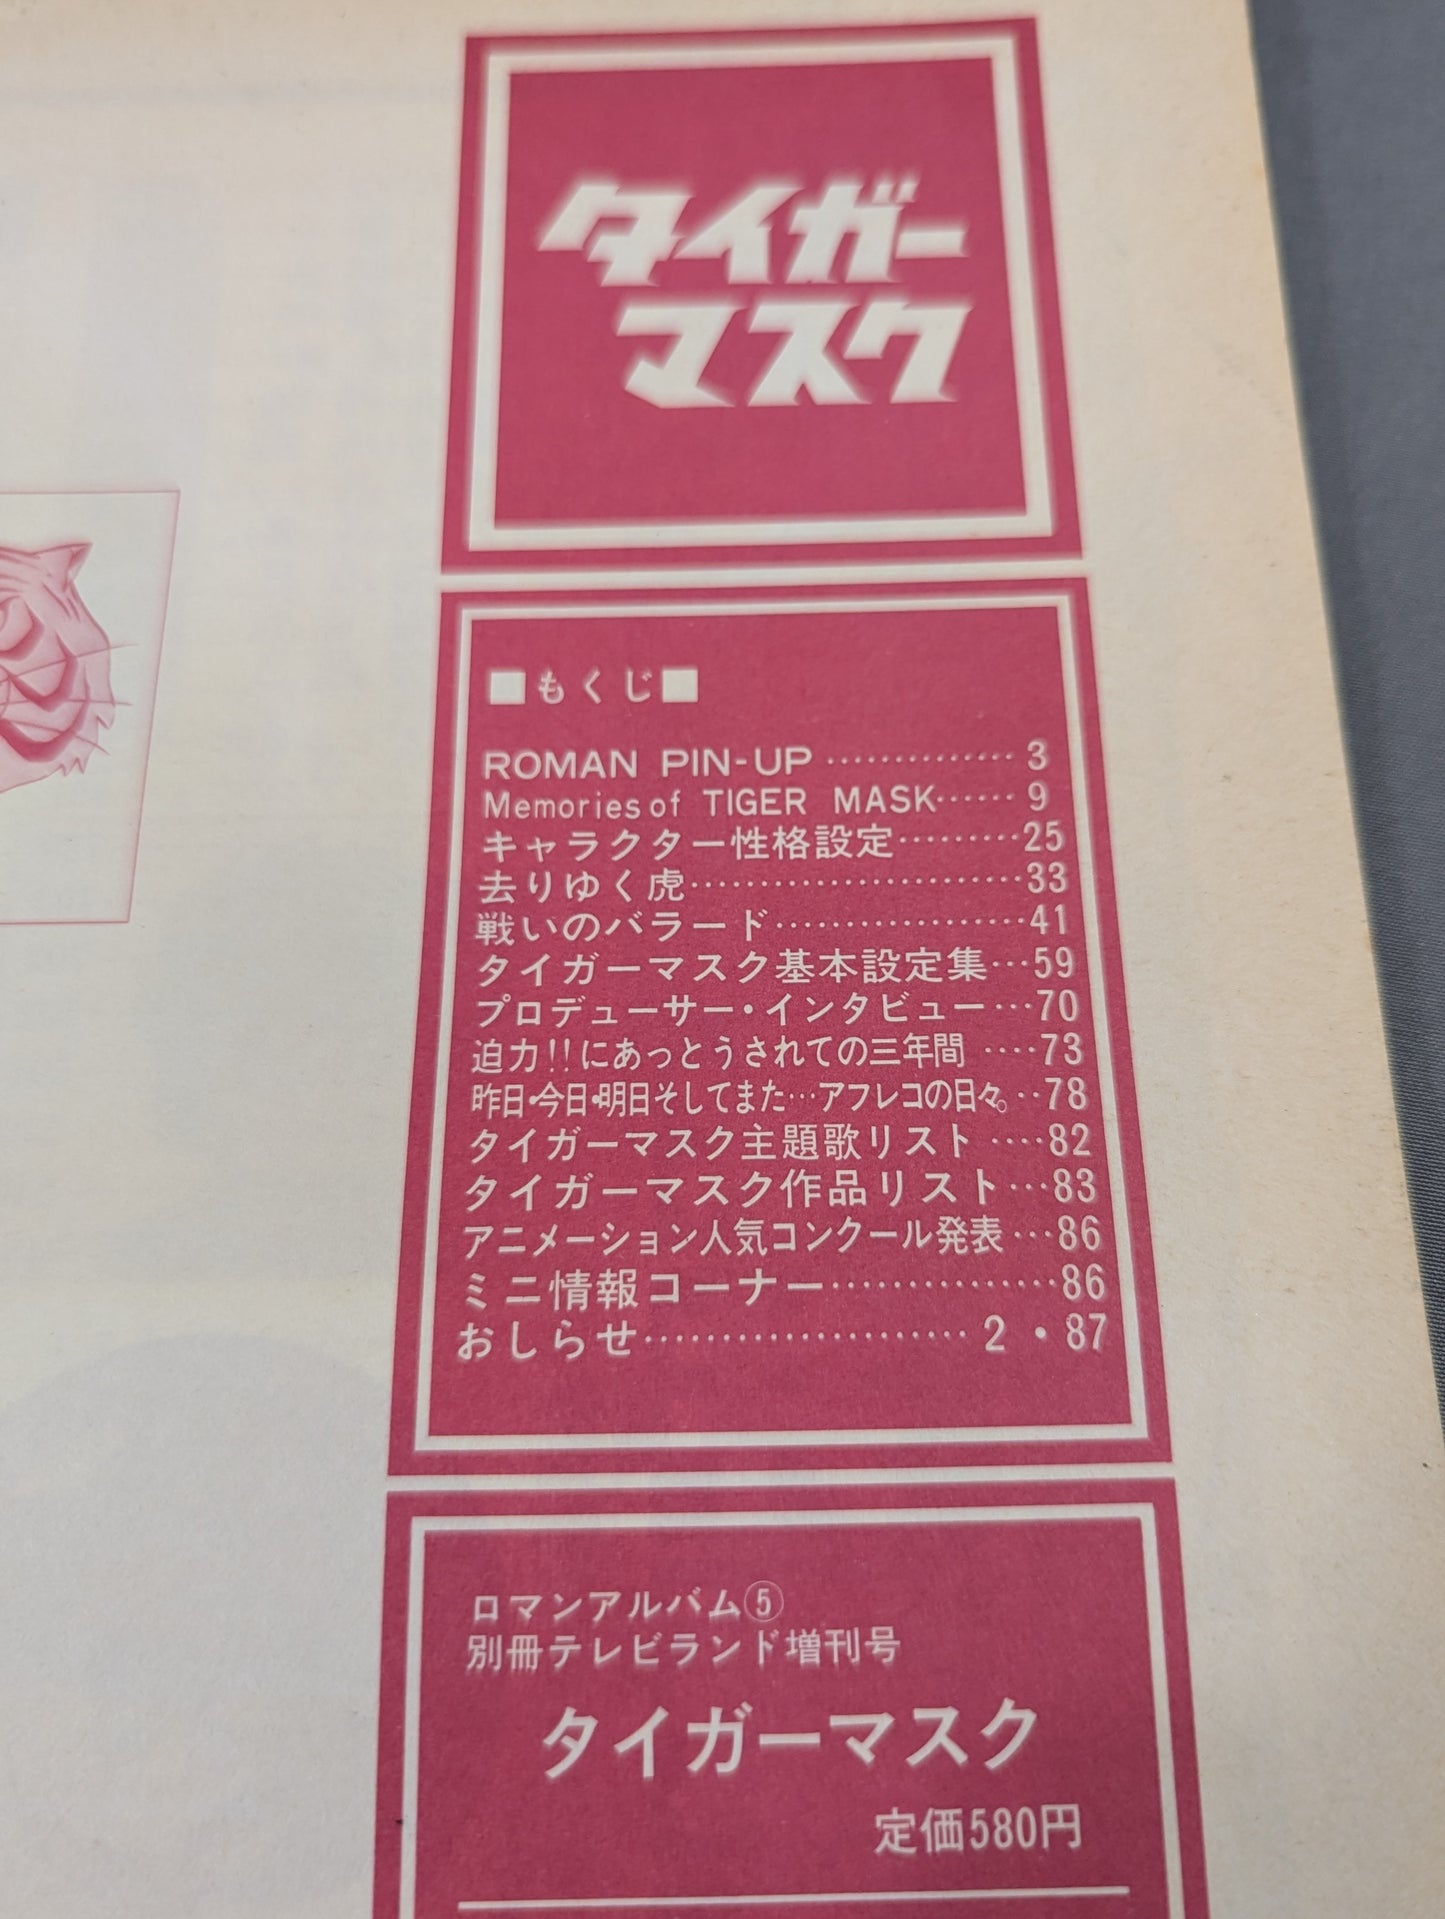 タイガー
マスク
■もくじ■
ROMAN PIN-UP ·············· 3
Memories of TIGER MASK······ 9
キャラクター性格設定·········25
去りゆく虎························33
戦いのバラード···················41
タイガーマスク基本設定集···59
プロデューサー・インタビュー···70
迫力!!にあっとうされての三年間 ····73
昨日・今日・明日そしてまた…アフレコの日々。··78
タイガーマスク主題歌リスト ····82
タイガーマスク作品リスト···83
アニメーション人気コンクール発表···86
ミニ情報コーナー···············86
おしらせ····················· 2・87
ロマンアルバム⑤
別冊テレビランド増刊号
タイガーマスク
定価580円